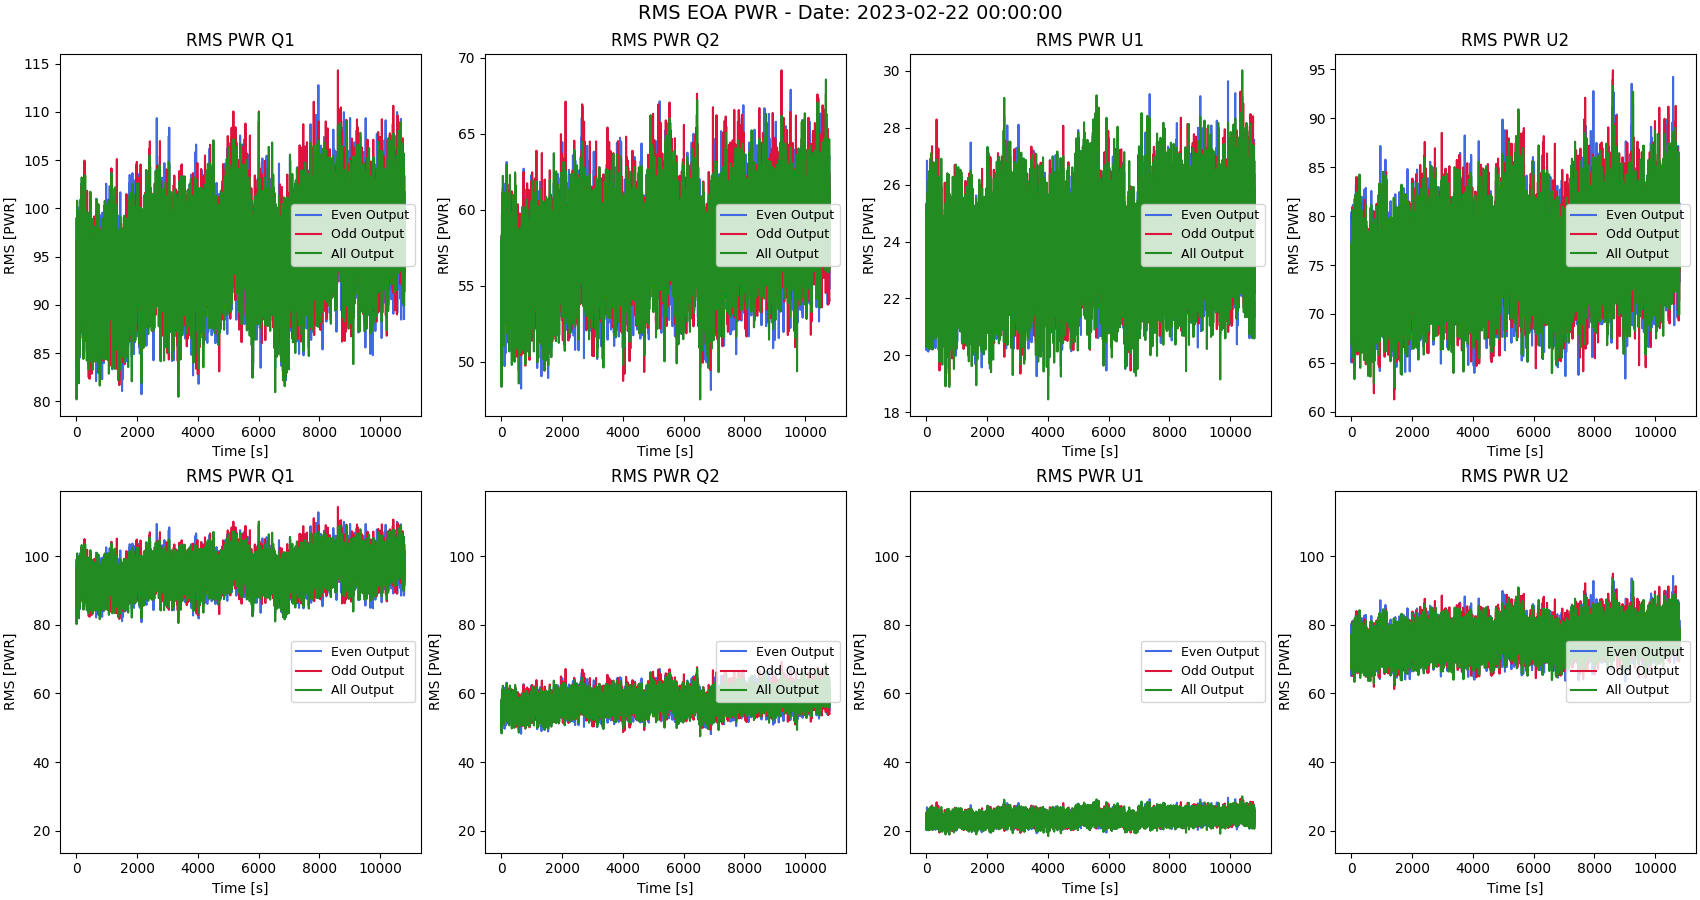 RMS EOA PWR - Date: 2023-02-22 00:00:00
RMS PWR Q1
RMS [PWR]
115
110
105
100
95
90
85
80
0 2000 4000 6000 8000 10000
Time [s]
Even Output
Odd Output
All Output
RMS PWR Q2
RMS [PWR]
70
65
60
55
50
0 2000 4000 6000 8000 10000
Time [s]
Even Output
Odd Output
All Output
RMS PWR U1
RMS [PWR]
30
28
26
24
22
20
18
0 2000 4000 6000 8000 10000
Time [s]
Even Output
Odd Output
All Output
RMS PWR U2
RMS [PWR]
95
90
85
80
75
70
65
60
0 2000 4000 6000 8000 10000
Time [s]
Even Output
Odd Output
All Output
RMS PWR Q1
RMS [PWR]
100
80
60
40
20
0 2000 4000 6000 8000 10000
Time [s]
Even Output
Odd Output
All Output
RMS PWR Q2
RMS [PWR]
100
80
60
40
20
0 2000 4000 6000 8000 10000
Time [s]
Even Output
Odd Output
All Output
RMS PWR U1
RMS [PWR]
100
80
60
40
20
0 2000 4000 6000 8000 10000
Time [s]
Even Output
Odd Output
All Output
RMS PWR U2
RMS [PWR]
100
80
60
40
20
0 2000 4000 6000 8000 10000
Time [s]
Even Output
Odd Output
All Output